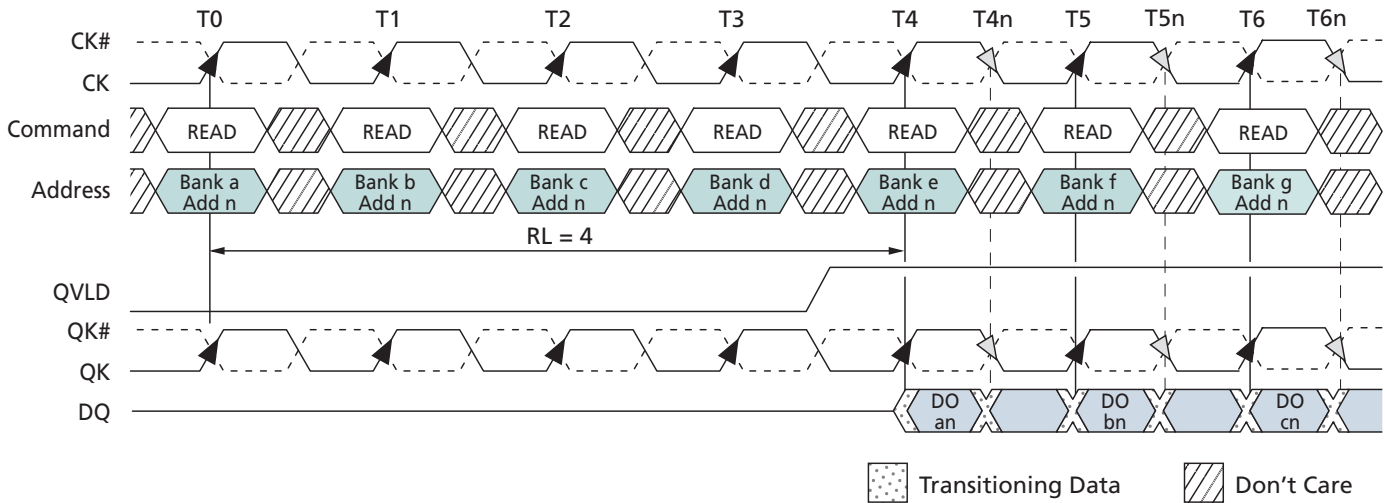 T0 T1 T2 T3 T4 T4n T5 T5n T6 T6n
CK#
CK
Command READ READ READ READ READ READ READ
Address Bank a Bank b Bank c Bank d Bank e Bank f Bank g
Add n Add n Add n Add n Add n Add n Add n
RL = 4
QVLD
QK#
QK
DQ DO DO DO
an bn cn
Transitioning Data Don't Care